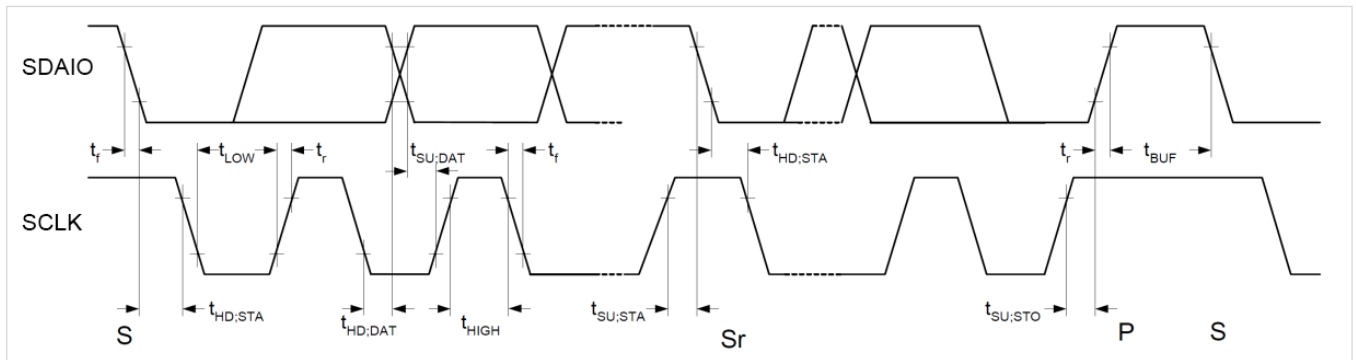 SDAIO
t_f t_LOW t_r t_SU;DAT t_f t_HD;STA t_r t_BUF
SCLK
t_HD;STA t_HD;DAT t_HIGH t_SU;STA t_SU;STO
S Sr P S